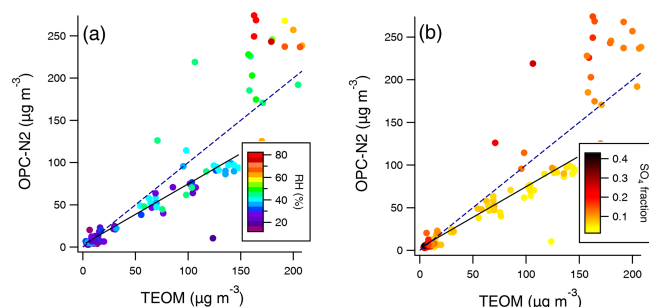 (a)
OPC-N2 (µg m⁻³)
250
200
150
100
50
0
80
60
40
20
RH (%)
0 50 100 150 200
TEOM (µg m⁻³)
(b)
OPC-N2 (µg m⁻³)
250
200
150
100
50
0
0.4
0.3
0.2
0.1
SO₄ fraction
0 50 100 150 200
TEOM (µg m⁻³)